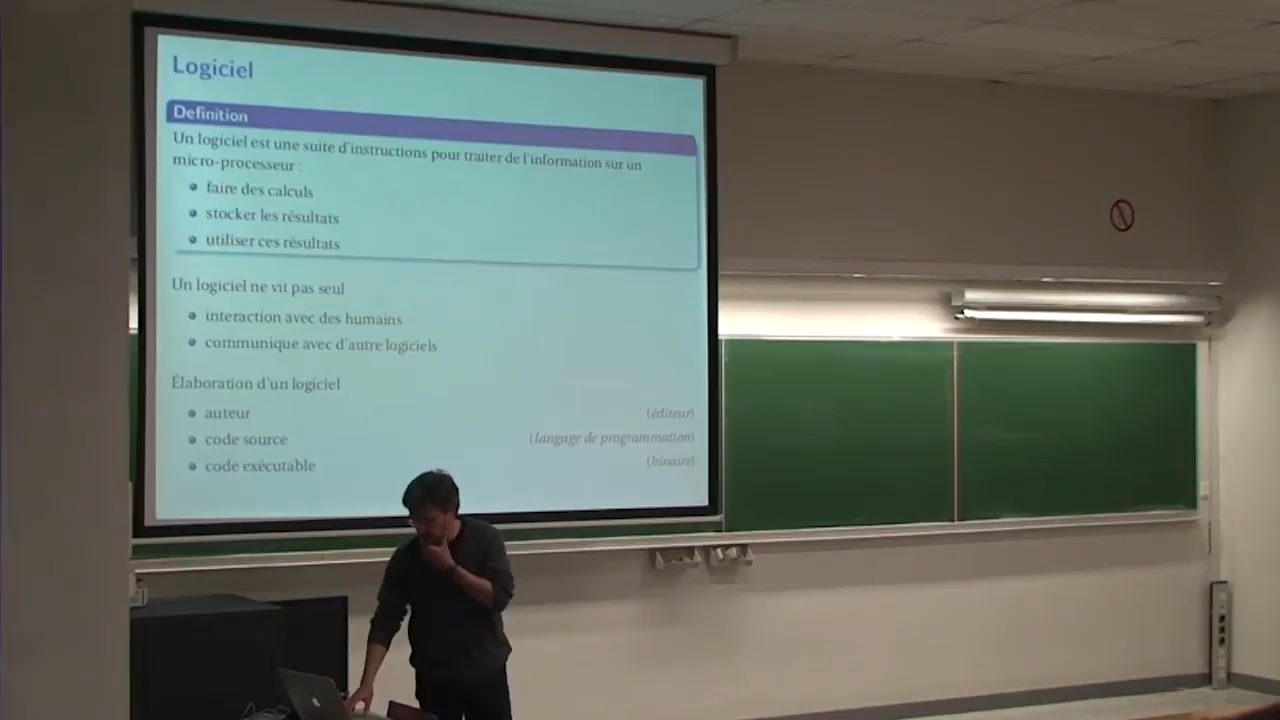 Logiciel
Definition
Un logiciel est une suite d'instructions pour traiter de l'information sur un
micro-processeur :
faire des calculs
stocker les résultats
utiliser ces résultats
Un logiciel ne vit pas seul
interaction avec des humains
communique avec d'autre logiciels
Élaboration d'un logiciel
auteur (éditeur)
code source (langage de programmation)
code exécutable (binaire)